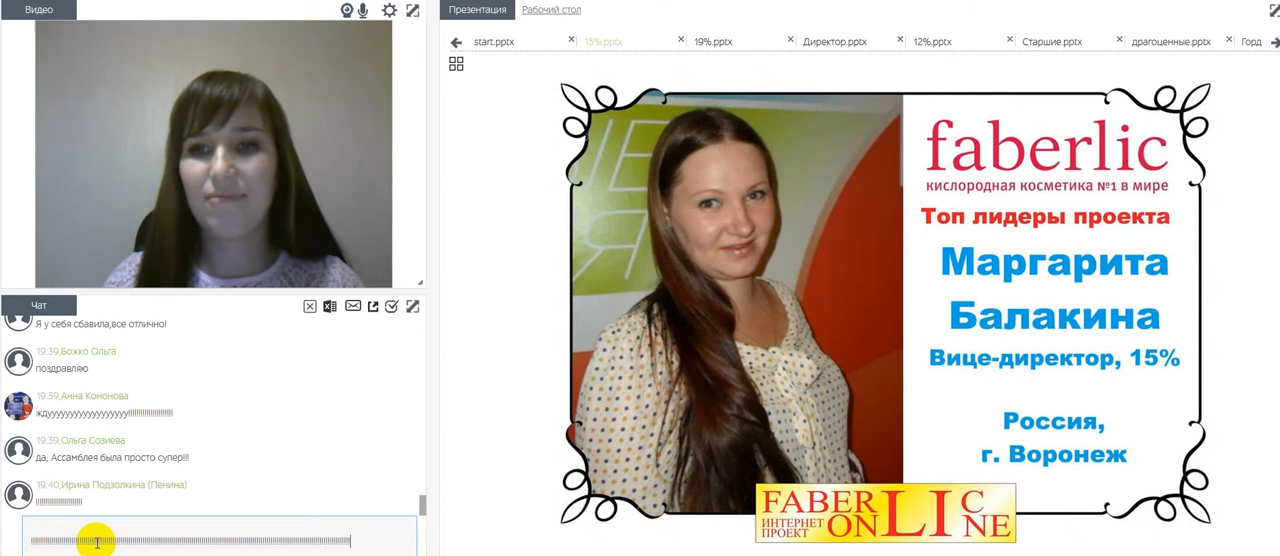 Видео
Чат
Я у себя сбавила,все отлично!
19:39,Божко Ольга
поздравляю
19:39,Анна Кононова
ждууууууууууууууууууу!!!!!!!!!!!!!!!!!!!!
19:39,Ольга Созиева
да, Ассамблея была просто супер!!!
19:40,Ирина Подзолкина (Пенина)
!!!!!!!!!!!!!!!!!!!!!
Презентация Рабочий стол
start.pptx 15%.pptx 19%.pptx Директор.pptx 12%.pptx Старшие.pptx драгоценные.pptx Горд
faberlic
кислородная косметика №1 в мире
Топ лидеры проекта
Маргарита
Балакина
Вице-директор, 15%
Россия,
г. Воронеж
FABERLIC
ИНТЕРНЕТ ПРОЕКТ
ONLINE